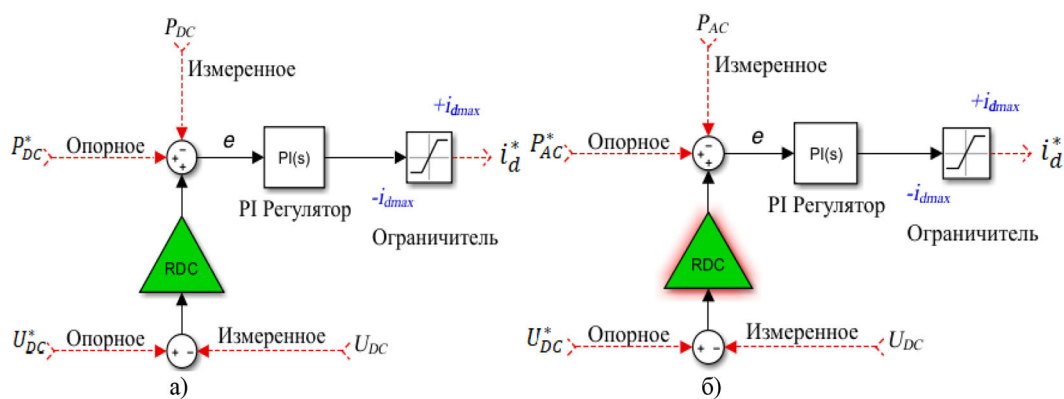 P_DC
Измеренное
+i_dmax
P*_DC
Опорное
e
PI(s)
i*_d
-i_dmax
PI Регулятор
Ограничитель
RDC
U*_DC
Опорное
Измеренное
U_DC
а)
P_AC
Измеренное
+i_dmax
P*_AC
Опорное
e
PI(s)
i*_d
-i_dmax
PI Регулятор
Ограничитель
RDC
U*_DC
Опорное
Измеренное
U_DC
б)